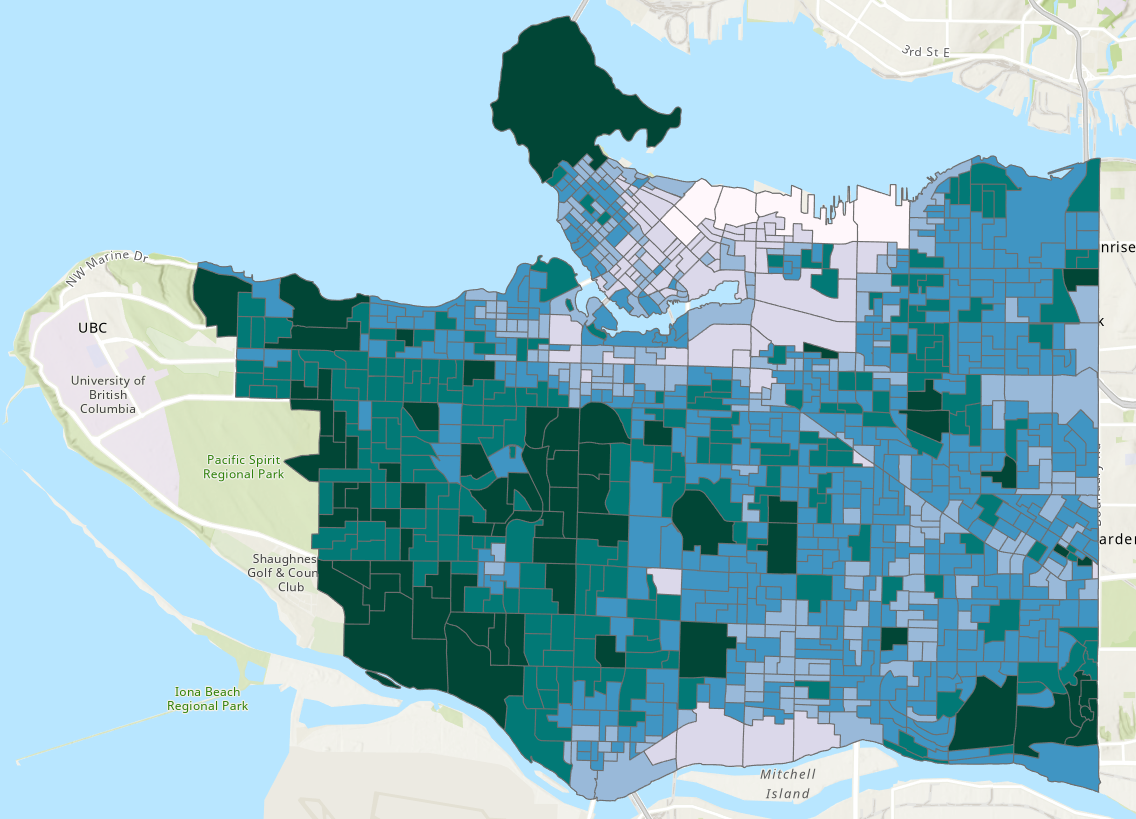 3rd St E
NW Marine Dr
nrise
UBC
k
University of
British
Columbia
Pacific Spirit
Regional Park
arden
Shaughnes
Golf & Coun
Club
Iona Beach
Regional Park
Mitchell
Island